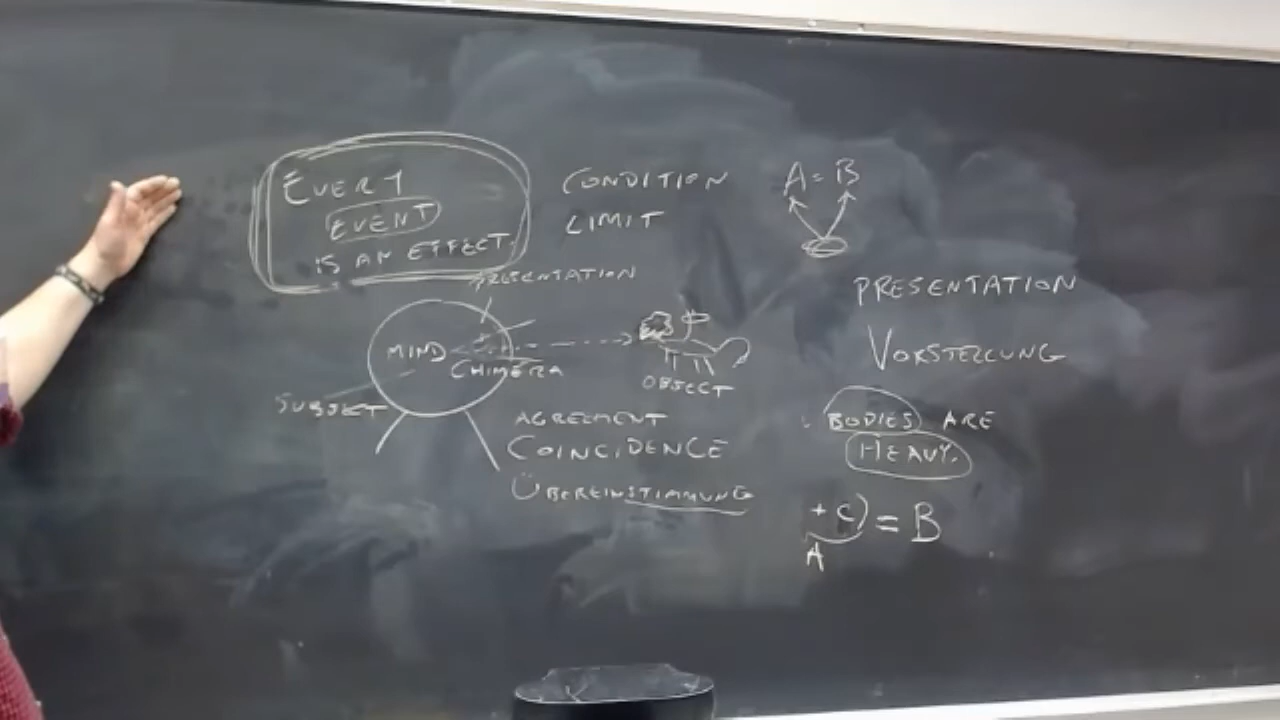 EVERY
EVENT
IS AN EFFECT.
CONDITION
LIMIT
A = B
PRESENTATION
MIND
CHIMERA
OBJECT
SUBJET
AGREEMENT
COINCIDENCE
ÜBEREINSTIMMUNG
PRESENTATION
VORSTELLUNG
BODIES ARE
HEAVY.
+ C) = B
A